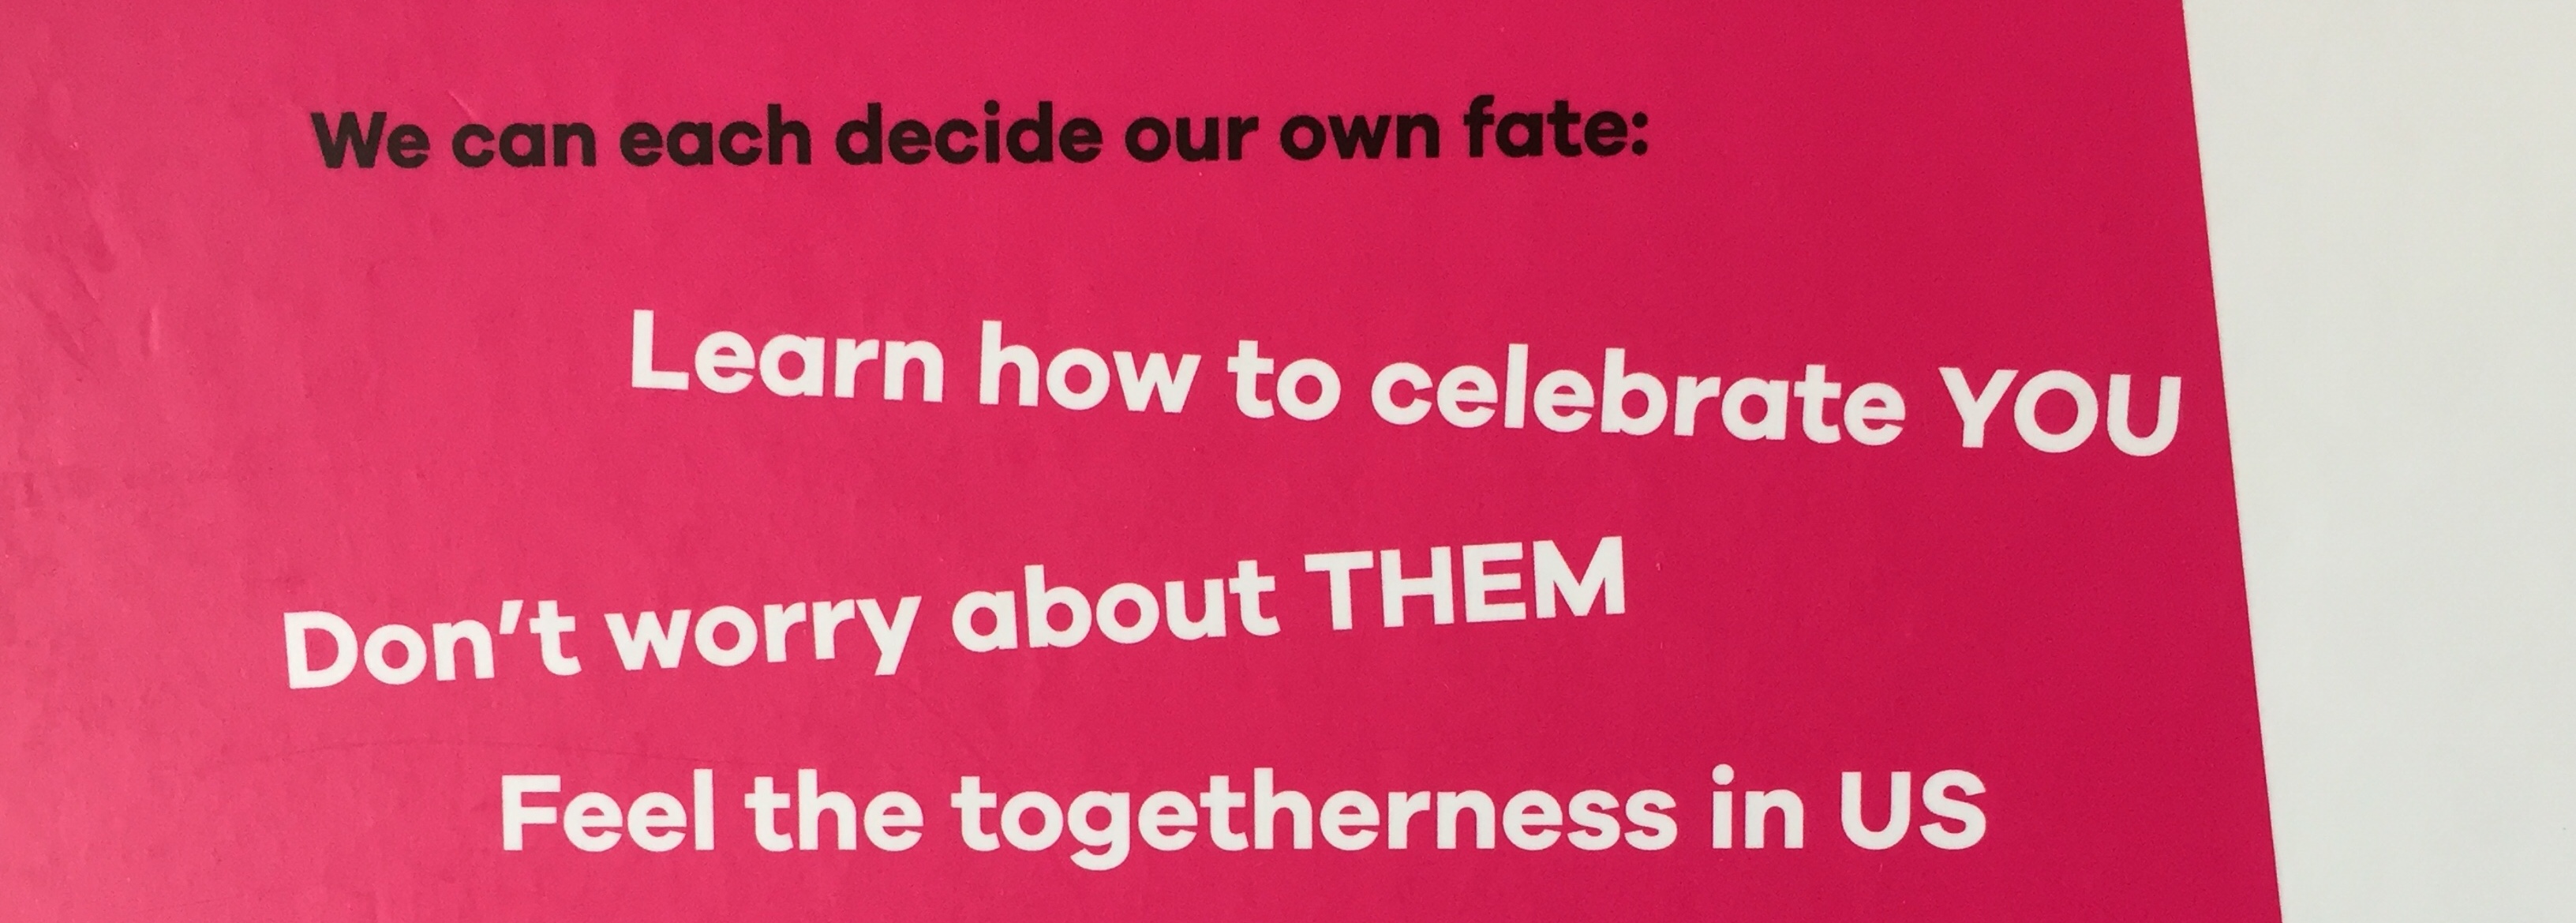 We can each decide our own fate:
Learn how to celebrate YOU
Don’t worry about THEM
Feel the togetherness in US